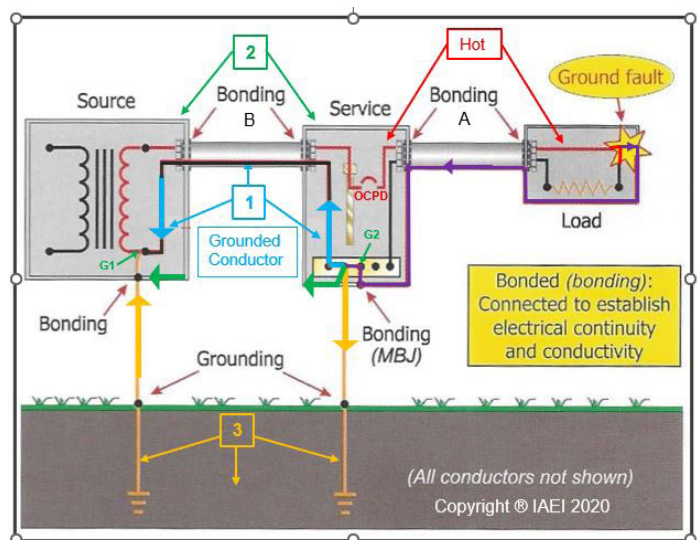 2
Hot
Ground fault
Source
Bonding
B
Service
Bonding
A
OCPD
1
Grounded
Conductor
G1
G2
Load
Bonding
Bonding
(MBJ)
Bonded (bonding):
Connected to establish
electrical continuity
and conductivity
Grounding
3
(All conductors not shown)
Copyright ® IAEI 2020